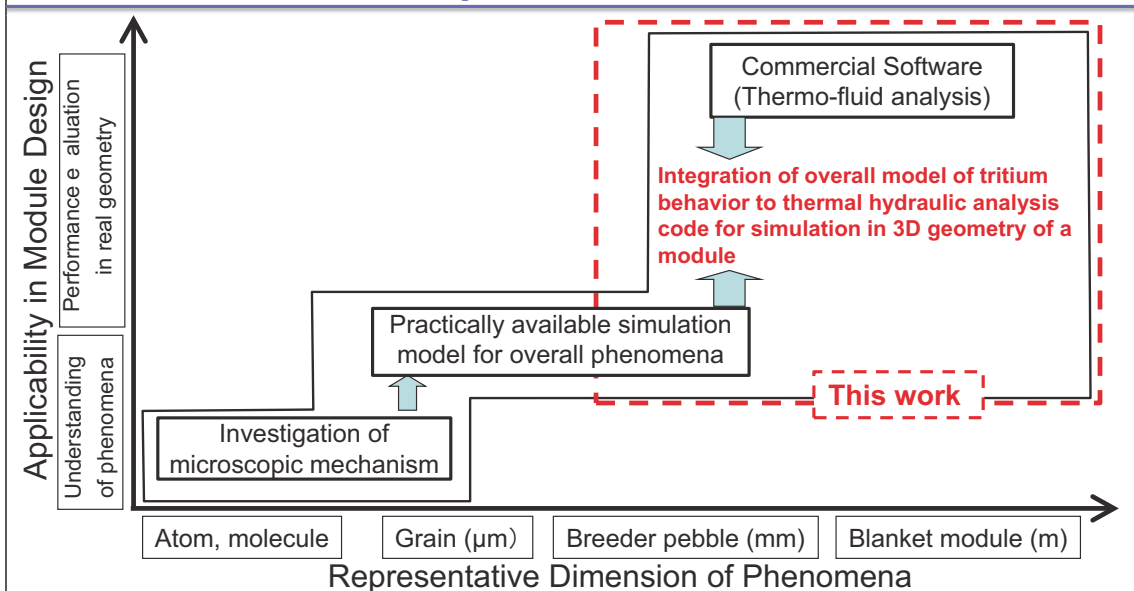 Applicability in Module Design
Performance e aluation
in real geometry
Understanding
of phenomena
Commercial Software
(Thermo-fluid analysis)
Integration of overall model of tritium
behavior to thermal hydraulic analysis
code for simulation in 3D geometry of a
module
Practically available simulation
model for overall phenomena
This work
Investigation of
microscopic mechanism
Atom, molecule
Grain (μm）
Breeder pebble (mm)
Blanket module (m)
Representative Dimension of Phenomena